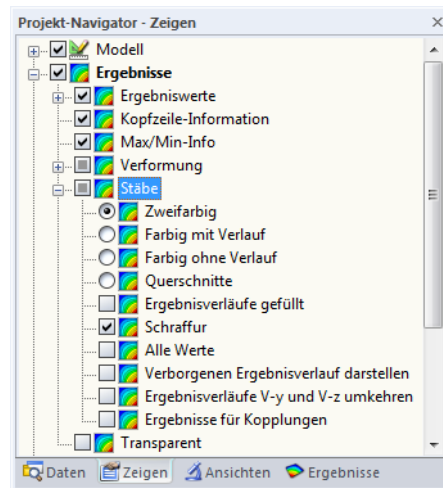 Projekt-Navigator - Zeigen
Modell
Ergebnisse
Ergebniswerte
Kopfzeile-Information
Max/Min-Info
Verformung
Stäbe
Zweifarbig
Farbig mit Verlauf
Farbig ohne Verlauf
Querschnitte
Ergebnisverläufe gefüllt
Schraffur
Alle Werte
Verborgenen Ergebnisverlauf darstellen
Ergebnisverläufe V-y und V-z umkehren
Ergebnisse für Kopplungen
Transparent
Daten Zeigen Ansichten Ergebnisse